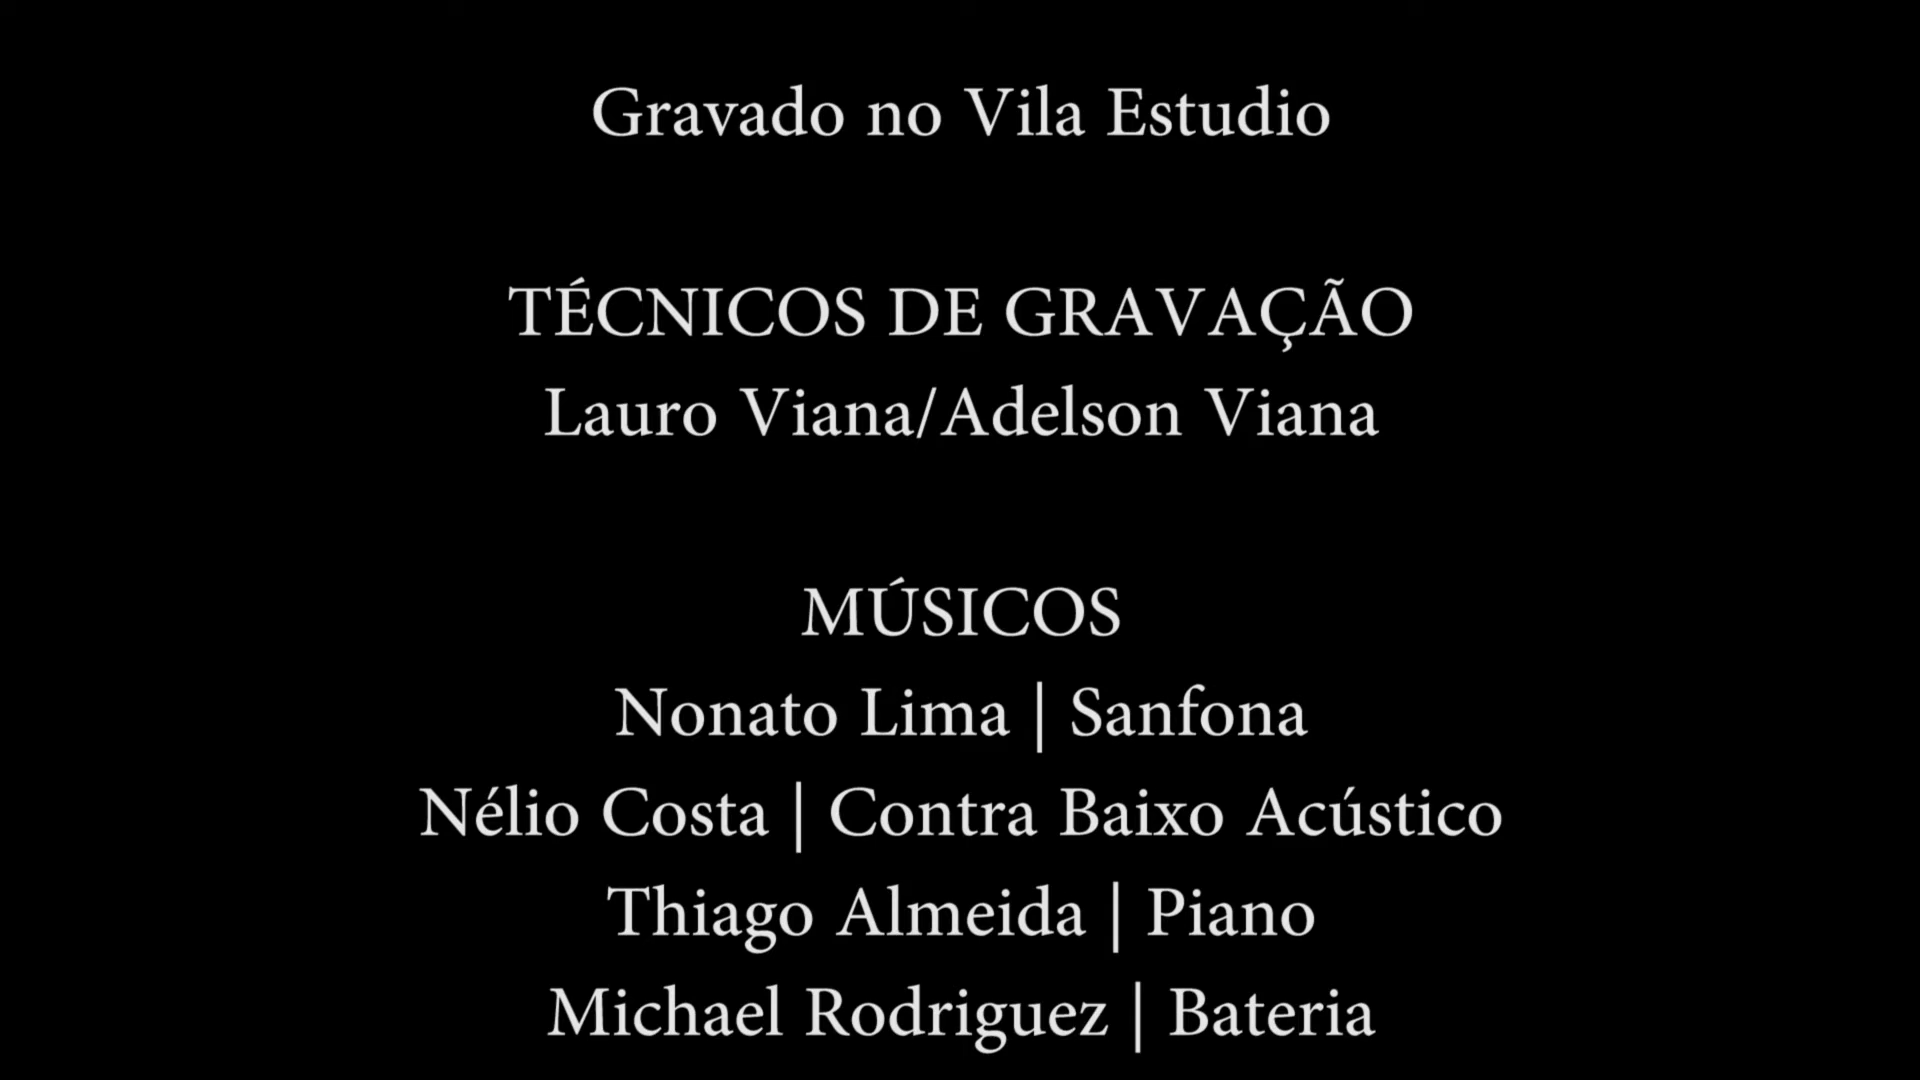 Gravado no Vila Estudio
TÉCNICOS DE GRAVAÇÃO
Lauro Viana/Adelson Viana
MÚSICOS
Nonato Lima | Sanfona
Nélio Costa | Contra Baixo Acústico
Thiago Almeida | Piano
Michael Rodriguez | Bateria